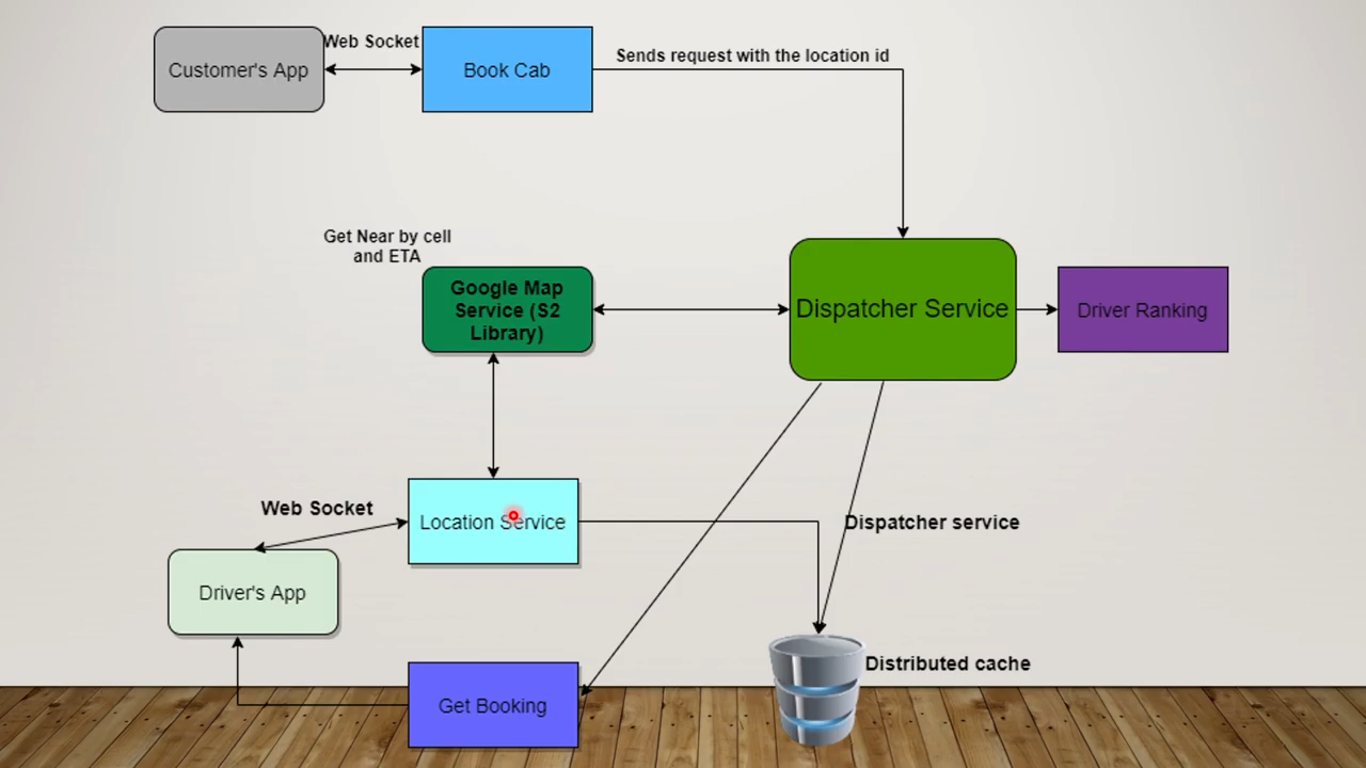 Customer's App
Web Socket
Book Cab
Sends request with the location id
Get Near by cell
and ETA
Google Map
Service (S2
Library)
Dispatcher Service
Driver Ranking
Web Socket
Location Service
Dispatcher service
Driver's App
Distributed cache
Get Booking